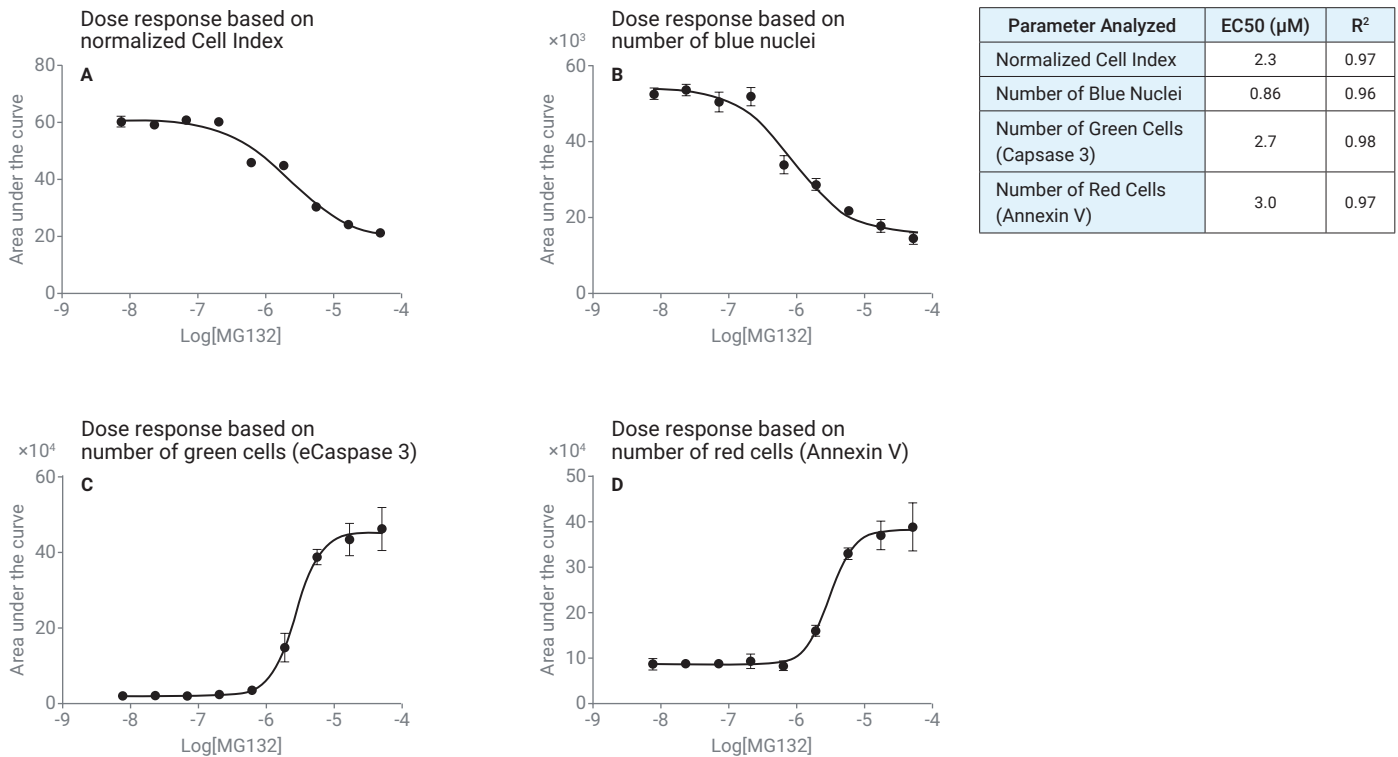 Dose response based on
normalized Cell Index
A
80
60
40
20
0
Area under the curve
-9 -8 -7 -6 -5 -4
Log[MG132]
Dose response based on
number of blue nuclei
×10³
B
60
40
20
0
Area under the curve
-9 -8 -7 -6 -5 -4
Log[MG132]
Parameter Analyzed EC50 (µM) R²
Normalized Cell Index 2.3 0.97
Number of Blue Nuclei 0.86 0.96
Number of Green Cells
(Capsase 3) 2.7 0.98
Number of Red Cells
(Annexin V) 3.0 0.97
Dose response based on
number of green cells (eCaspase 3)
×10⁴
C
60
40
20
0
Area under the curve
-9 -8 -7 -6 -5 -4
Log[MG132]
Dose response based on
number of red cells (Annexin V)
×10⁴
D
50
40
30
20
10
0
Area under the curve
-9 -8 -7 -6 -5 -4
Log[MG132]